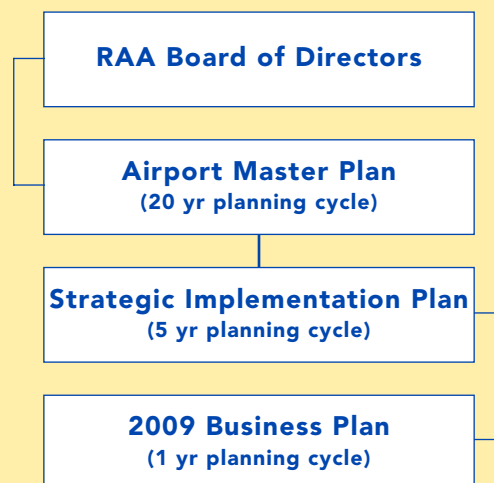 RAA Board of Directors
Airport Master Plan
(20 yr planning cycle)
Strategic Implementation Plan
(5 yr planning cycle)
2009 Business Plan
(1 yr planning cycle)